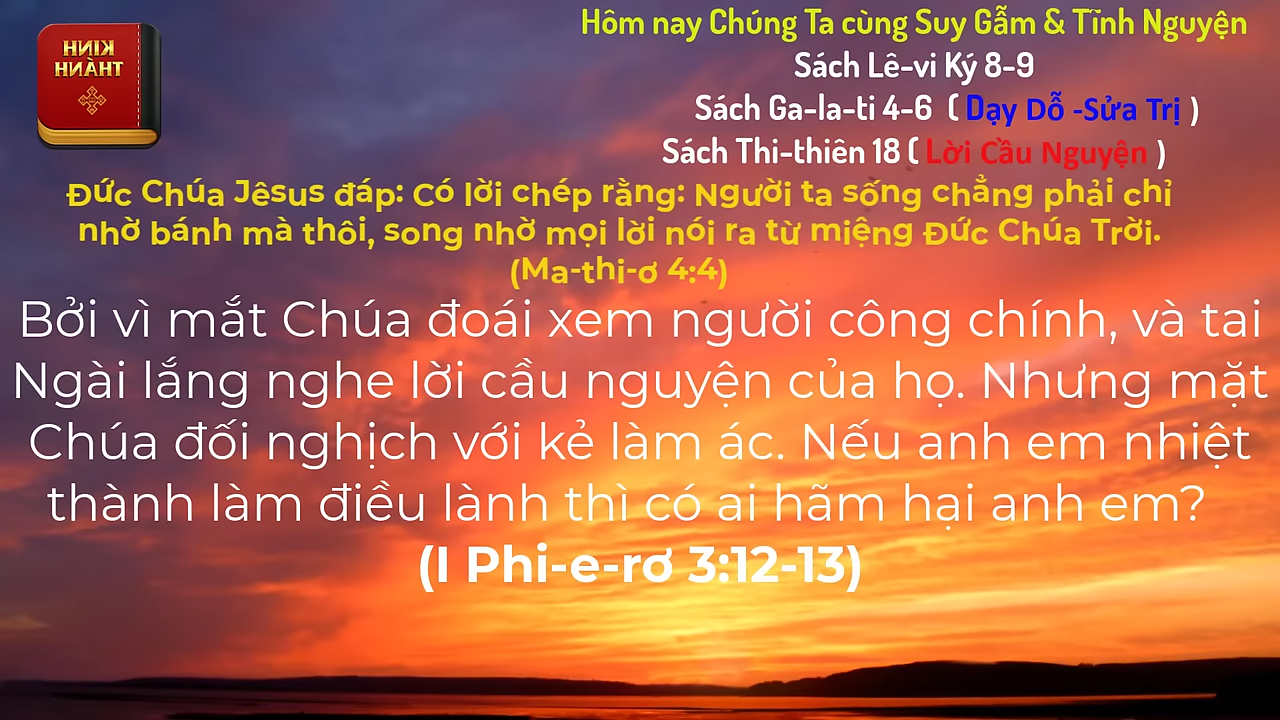 KINH
THÀNH
Hôm nay Chúng Ta cùng Suy Gẫm & Tĩnh Nguyện
Sách Lê-vi Ký 8-9
Sách Ga-la-ti 4-6 ( Dạy Dỗ -Sửa Trị )
Sách Thi-thiên 18 ( Lời Cầu Nguyện )
Đức Chúa Jêsus đáp: Có lời chép rằng: Người ta sống chẳng phải chỉ
nhờ bánh mà thôi, song nhờ mọi lời nói ra từ miệng Đức Chúa Trời.
(Ma-thi-ơ 4:4)
Bởi vì mắt Chúa đoái xem người công chính, và tai
Ngài lắng nghe lời cầu nguyện của họ. Nhưng mặt
Chúa đối nghịch với kẻ làm ác. Nếu anh em nhiệt
thành làm điều lành thì có ai hãm hại anh em?
(I Phi-e-rơ 3:12-13)